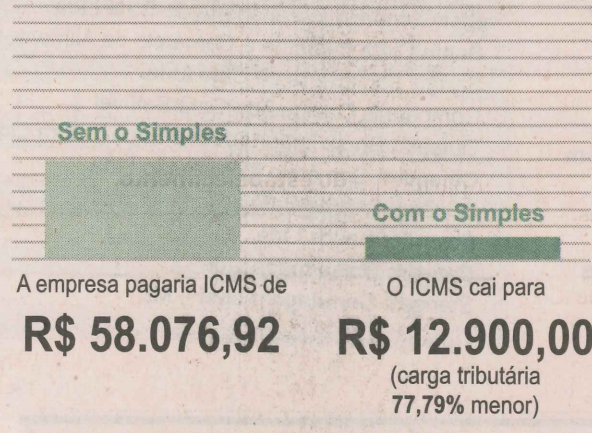 Sem o Simples
Com o Simples
A empresa pagaria ICMS de
R$ 58.076,92
O ICMS cai para
R$ 12.900,00
(carga tributária
77,79% menor)